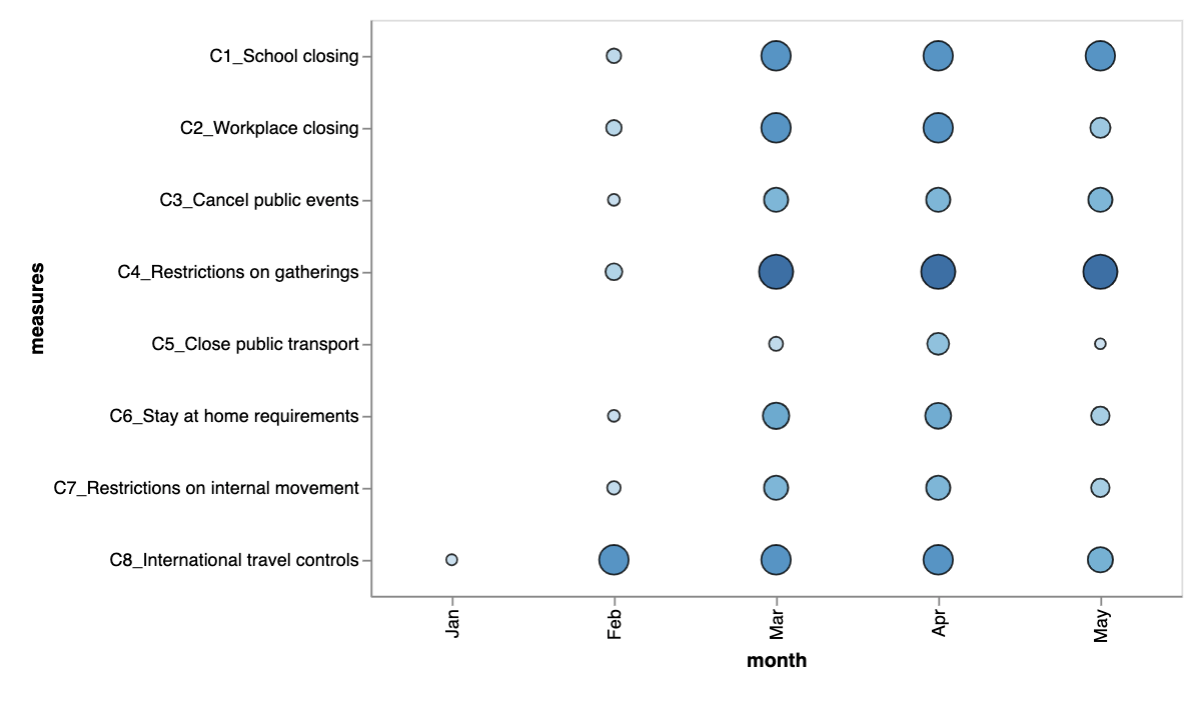 measures
C1_School closing
C2_Workplace closing
C3_Cancel public events
C4_Restrictions on gatherings
C5_Close public transport
C6_Stay at home requirements
C7_Restrictions on internal movement
C8_International travel controls
Jan
Feb
Mar
Apr
May
month